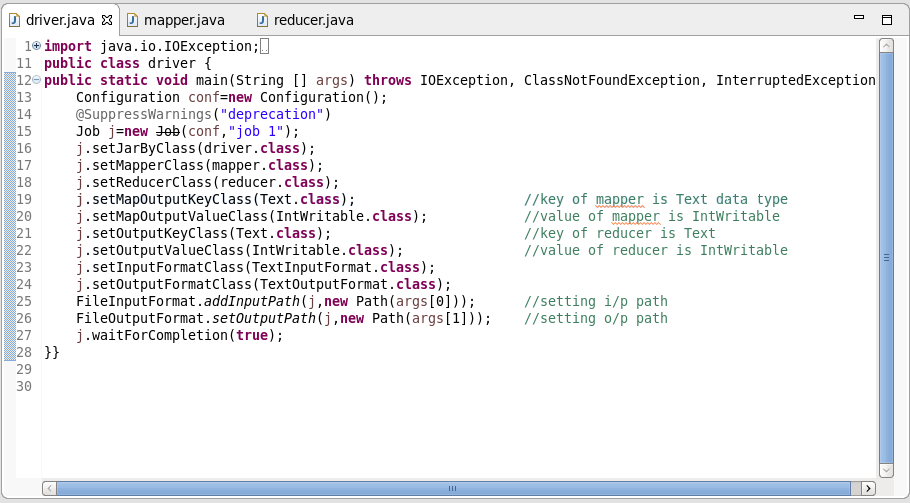 driver.java mapper.java reducer.java
1 import java.io.IOException;
11 public class driver {
12 public static void main(String [] args) throws IOException, ClassNotFoundException, InterruptedException
13 Configuration conf=new Configuration();
14 @SuppressWarnings("deprecation")
15 Job j=new Job(conf,"job 1");
16 j.setJarByClass(driver.class);
17 j.setMapperClass(mapper.class);
18 j.setReducerClass(reducer.class);
19 j.setMapOutputKeyClass(Text.class); //key of mapper is Text data type
20 j.setMapOutputValueClass(IntWritable.class); //value of mapper is IntWritable
21 j.setOutputKeyClass(Text.class); //key of reducer is Text
22 j.setOutputValueClass(IntWritable.class); //value of reducer is IntWritable
23 j.setInputFormatClass(TextInputFormat.class);
24 j.setOutputFormatClass(TextOutputFormat.class);
25 FileInputFormat.addInputPath(j,new Path(args[0])); //setting i/p path
26 FileOutputFormat.setOutputPath(j,new Path(args[1])); //setting o/p path
27 j.waitForCompletion(true);
28 }}
29
30